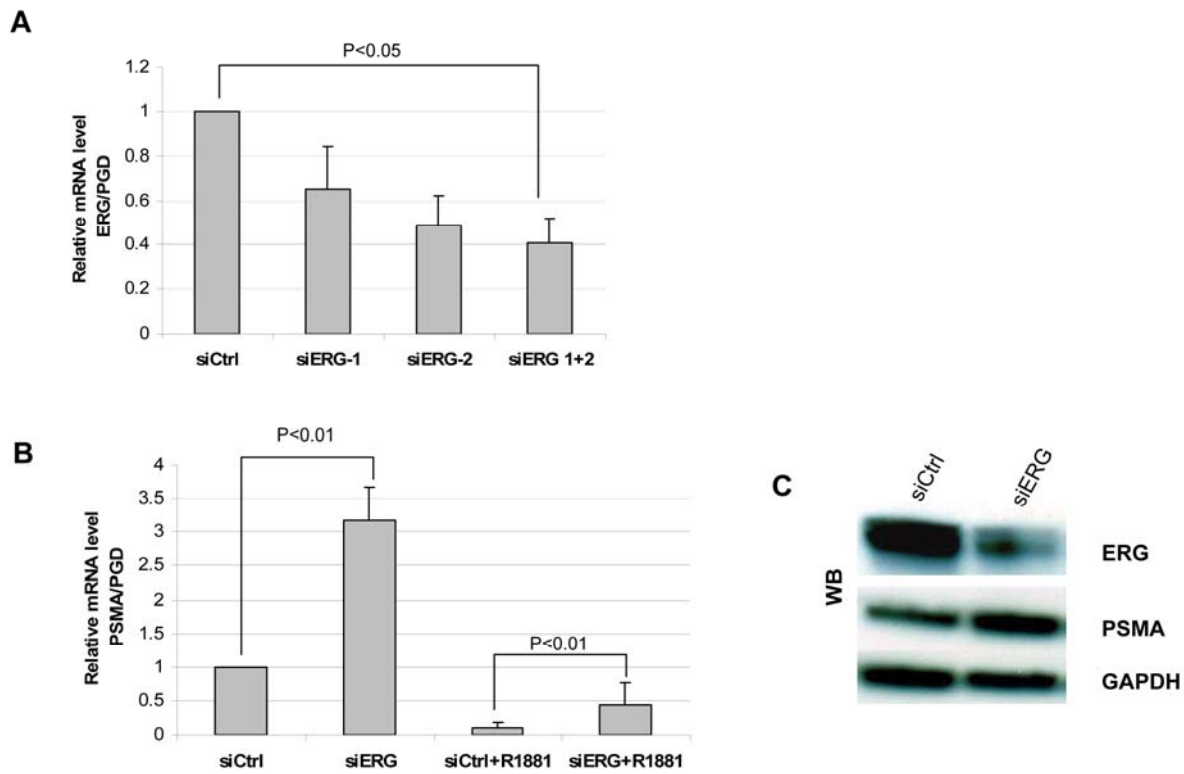 A
P<0.05
Relative mRNA level
ERG/PGD
1.2
1
0.8
0.6
0.4
0.2
0
siCtrl siERG-1 siERG-2 siERG 1+2
B
P<0.01
Relative mRNA level
PSMA/PGD
4
3.5
3
2.5
2
1.5
1
0.5
0
P<0.01
siCtrl siERG siCtrl+R1881 siERG+R1881
C
siCtrl siERG
WB
ERG
PSMA
GAPDH